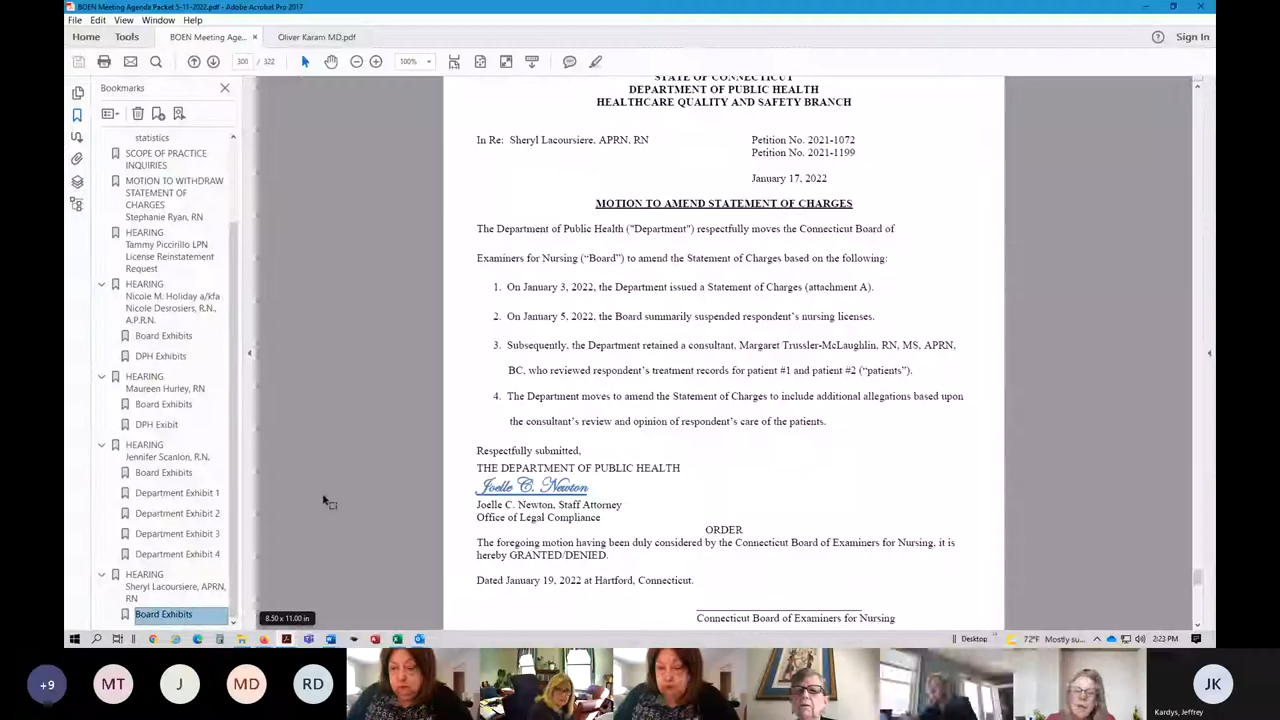 BOEN Meeting Agenda Packet 5-11-2022.pdf - Adobe Acrobat Pro 2017
File Edit View Window Help
Home Tools BOEN Meeting Age... × Oliver Karam MD.pdf Sign In
300 / 322 100%
Bookmarks
statistics
SCOPE OF PRACTICE
INQUIRIES
MOTION TO WITHDRAW
STATEMENT OF
CHARGES
Stephanie Ryan, RN
HEARING
Tammy Piccirillo LPN
License Reinstatement
Request
HEARING
Nicole M. Holiday a/kfa
Nicole Desrosiers, R.N.,
A.P.R.N.
Board Exhibits
DPH Exhibits
HEARING
Maureen Hurley, RN
Board Exhibits
DPH Exibit
HEARING
Jennifer Scanlon, R.N.
Board Exhibits
Department Exhibit 1
Department Exhibit 2
Department Exhibit 3
Department Exhibit 4
HEARING
Sheryl Lacoursiere, APRN,
RN
Board Exhibits
8.50 x 11.00 in
STATE OF CONNECTICUT
DEPARTMENT OF PUBLIC HEALTH
HEALTHCARE QUALITY AND SAFETY BRANCH
In Re: Sheryl Lacoursiere, APRN, RN Petition No. 2021-1072
Petition No. 2021-1199
January 17, 2022
MOTION TO AMEND STATEMENT OF CHARGES
The Department of Public Health ("Department") respectfully moves the Connecticut Board of
Examiners for Nursing ("Board") to amend the Statement of Charges based on the following:
1. On January 3, 2022, the Department issued a Statement of Charges (attachment A).
2. On January 5, 2022, the Board summarily suspended respondent's nursing licenses.
3. Subsequently, the Department retained a consultant, Margaret Trussler-McLaughlin, RN, MS, APRN,
BC, who reviewed respondent's treatment records for patient #1 and patient #2 ("patients").
4. The Department moves to amend the Statement of Charges to include additional allegations based upon
the consultant's review and opinion of respondent's care of the patients.
Respectfully submitted,
THE DEPARTMENT OF PUBLIC HEALTH
Joelle C. Newton
Joelle C. Newton, Staff Attorney
Office of Legal Compliance
ORDER
The foregoing motion having been duly considered by the Connecticut Board of Examiners for Nursing, it is
hereby GRANTED/DENIED.
Dated January 19, 2022 at Hartford, Connecticut.
Connecticut Board of Examiners for Nursing
Desktop 72°F Mostly su... 2:23 PM
+9 MT J MD RD JK
Kardys, Jeffrey